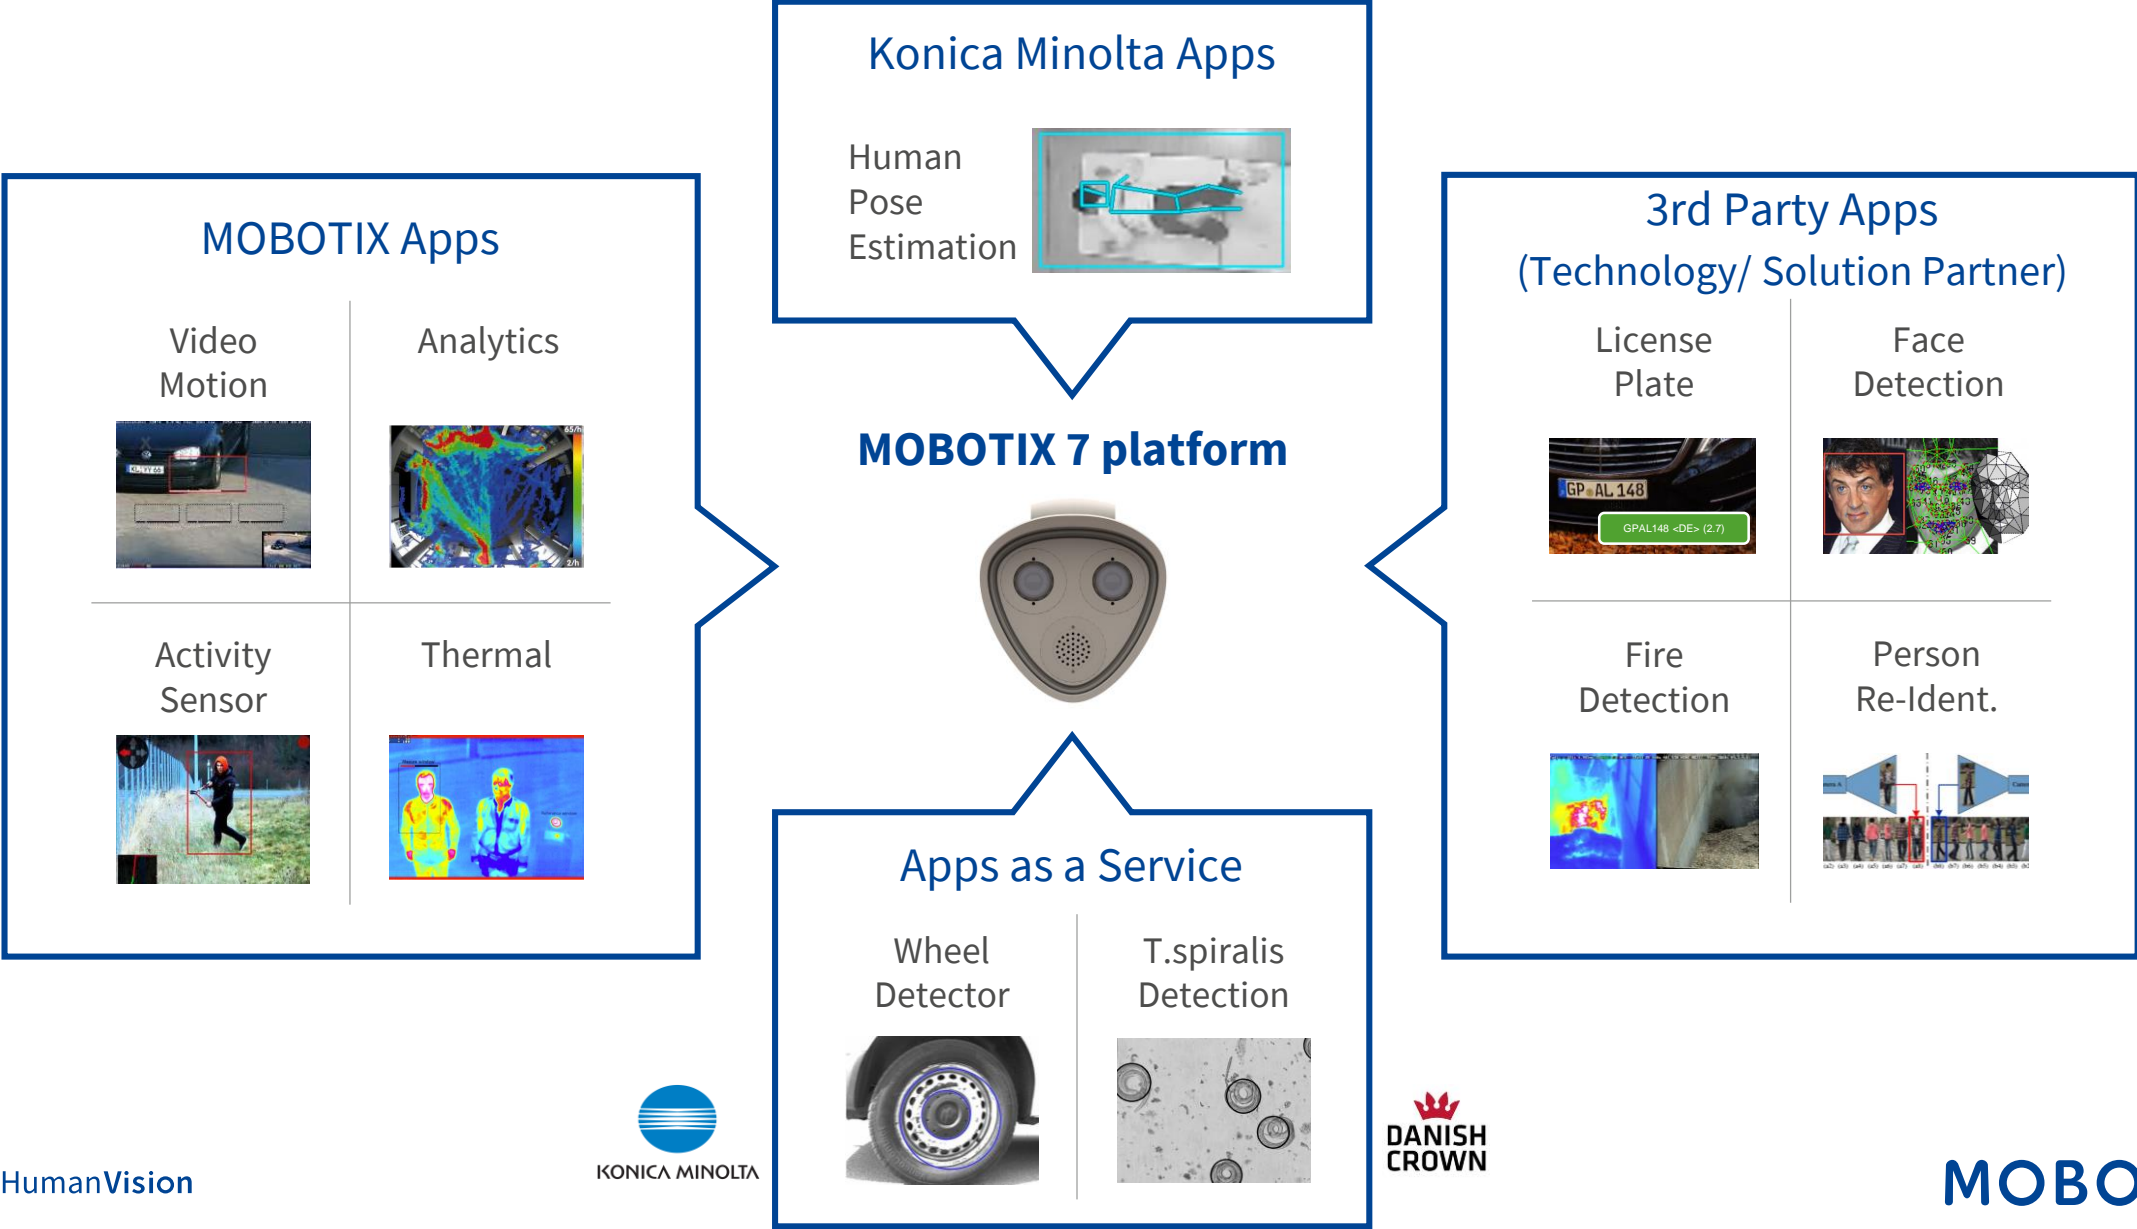 Konica Minolta Apps
Human
Pose
Estimation
MOBOTIX Apps
Video
Motion
Analytics
65/h
2/h
Activity
Sensor
Thermal
MOBOTIX 7 platform
3rd Party Apps
(Technology/ Solution Partner)
License
Plate
GP AL 148
GPAL148 <DE> (2.7)
Face
Detection
Fire
Detection
Person
Re-Ident.
Apps as a Service
Wheel
Detector
T.spiralis
Detection
KONICA MINOLTA
DANISH
CROWN
HumanVision
MOBO